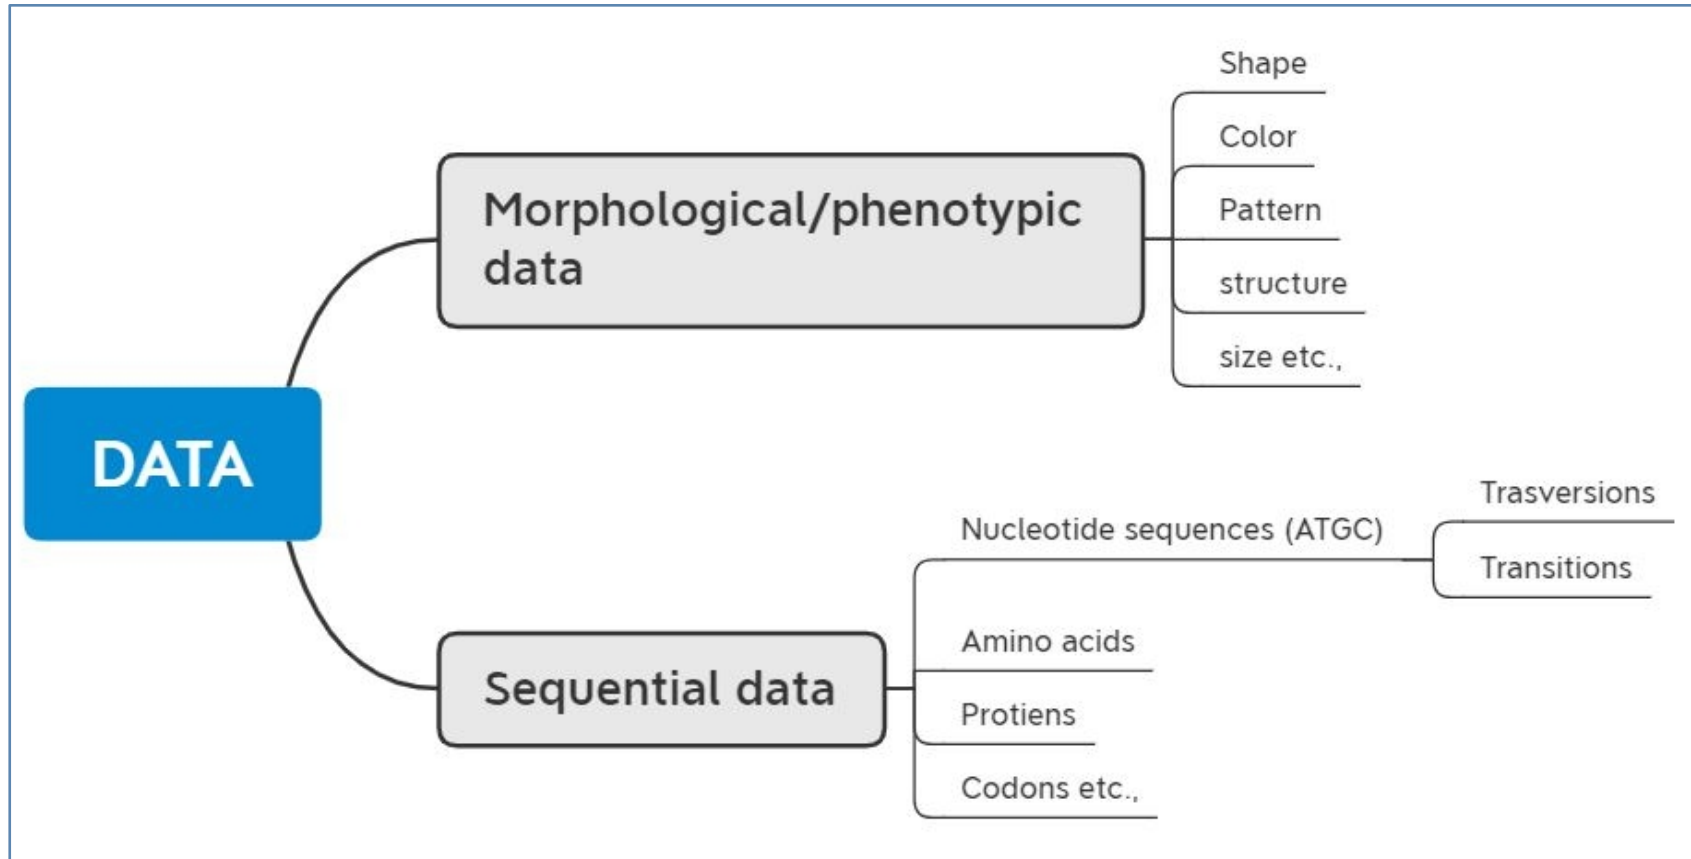 DATA
Morphological/phenotypic
data
Shape
Color
Pattern
structure
size etc.,
Sequential data
Nucleotide sequences (ATGC)
Trasversions
Transitions
Amino acids
Protiens
Codons etc.,